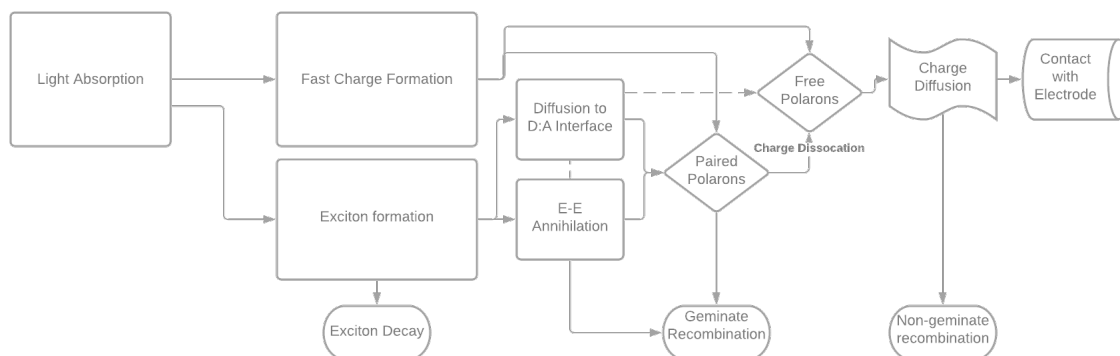 Light Absorption
Fast Charge Formation
Exciton formation
Exciton Decay
Diffusion to
D:A Interface
E-E
Annihilation
Paired
Polarons
Geminate
Recombination
Charge Dissocation
Free
Polarons
Charge
Diffusion
Non-geminate
recombination
Contact
with
Electrode